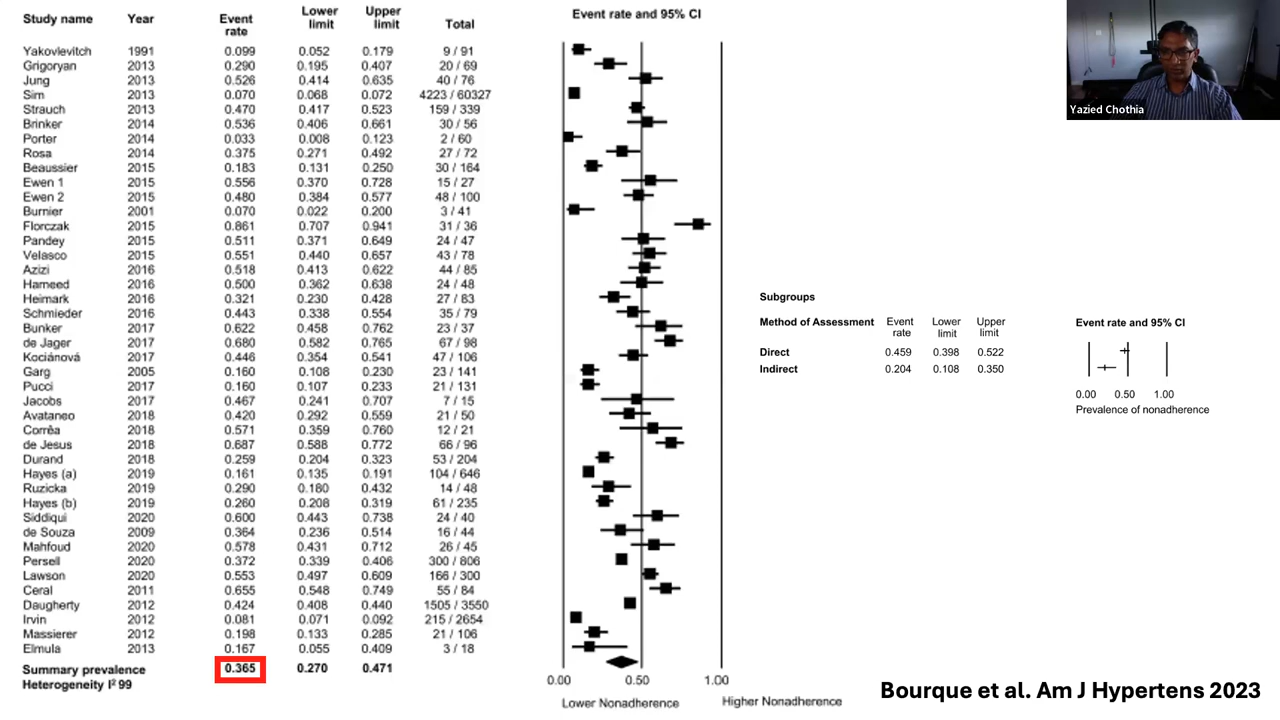 Study name Year Event rate Lower limit Upper limit Total Event rate and 95% CI
Yakovlevitch 1991 0.099 0.052 0.179 9 / 91
Grigoryan 2013 0.290 0.195 0.407 20 / 69
Jung 2013 0.526 0.414 0.635 40 / 76
Sim 2013 0.070 0.068 0.072 4223 / 60327
Strauch 2013 0.470 0.417 0.523 159 / 339
Brinker 2014 0.536 0.406 0.661 30 / 56
Porter 2014 0.033 0.008 0.123 2 / 60
Rosa 2014 0.375 0.271 0.492 27 / 72
Beaussier 2015 0.183 0.131 0.250 30 / 164
Ewen 1 2015 0.556 0.370 0.728 15 / 27
Ewen 2 2015 0.480 0.384 0.577 48 / 100
Burnier 2001 0.070 0.022 0.200 3 / 41
Florczak 2015 0.861 0.707 0.941 31 / 36
Pandey 2015 0.511 0.371 0.649 24 / 47
Velasco 2015 0.551 0.440 0.657 43 / 78
Azizi 2016 0.518 0.413 0.622 44 / 85
Hameed 2016 0.500 0.362 0.638 24 / 48
Heimark 2016 0.321 0.230 0.428 27 / 83
Schmieder 2016 0.443 0.338 0.554 35 / 79
Bunker 2017 0.622 0.458 0.762 23 / 37
de Jager 2017 0.680 0.582 0.765 67 / 98
Kociánová 2017 0.446 0.354 0.541 47 / 106
Garg 2005 0.160 0.108 0.230 23 / 141
Pucci 2017 0.160 0.107 0.233 21 / 131
Jacobs 2017 0.467 0.241 0.707 7 / 15
Avataneo 2018 0.420 0.292 0.559 21 / 50
Corrêa 2018 0.571 0.359 0.760 12 / 21
de Jesus 2018 0.687 0.588 0.772 66 / 96
Durand 2018 0.259 0.204 0.323 53 / 204
Hayes (a) 2019 0.161 0.135 0.191 104 / 646
Ruzicka 2019 0.290 0.180 0.432 14 / 48
Hayes (b) 2019 0.260 0.208 0.319 61 / 235
Siddiqui 2020 0.600 0.443 0.738 24 / 40
de Souza 2009 0.364 0.236 0.514 16 / 44
Mahfoud 2020 0.578 0.431 0.712 26 / 45
Persell 2020 0.372 0.339 0.406 300 / 806
Lawson 2020 0.553 0.497 0.609 166 / 300
Ceral 2011 0.655 0.548 0.749 55 / 84
Daugherty 2012 0.424 0.408 0.440 1505 / 3550
Irvin 2012 0.081 0.071 0.092 215 / 2654
Massierer 2012 0.198 0.133 0.285 21 / 106
Elmula 2013 0.167 0.055 0.409 3 / 18
Summary prevalence 0.365 0.270 0.471
Heterogeneity I² 99
0.00 0.50 1.00
Lower Nonadherence Higher Nonadherence
Yazied Chothia
Subgroups
Method of Assessment Event rate Lower limit Upper limit Event rate and 95% CI
Direct 0.459 0.398 0.522
Indirect 0.204 0.108 0.350
0.00 0.50 1.00
Prevalence of nonadherence
Bourque et al. Am J Hypertens 2023